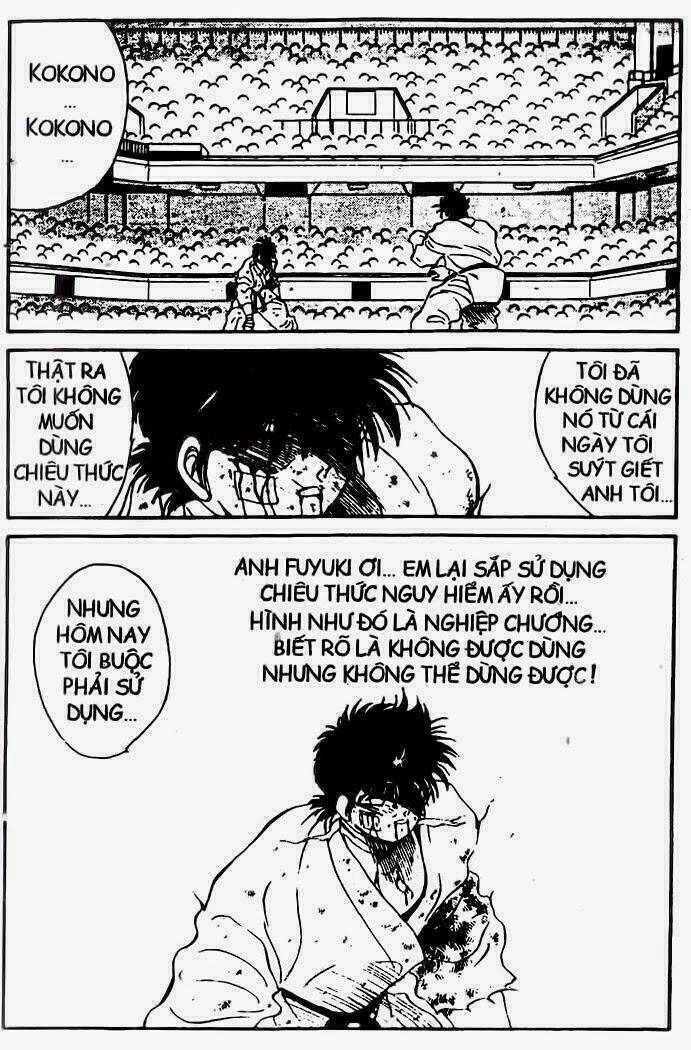 KOKONO
...
KOKONO
...
THẬT RA
TÔI KHÔNG
MUỐN
DÙNG
CHIÊU THỨC
NÀY...
TÔI ĐÃ
KHÔNG DÙNG
NÓ TỪ CÁI
NGÀY TÔI
SUÝT GIẾT
ANH TÔI...
ANH FUYUKI ƠI... EM LẠI SẮP SỬ DỤNG
CHIÊU THỨC NGUY HIỂM ẤY RỒI...
HÌNH NHƯ ĐÓ LÀ NGHIỆP CHƯỚNG...
BIẾT RÕ LÀ KHÔNG ĐƯỢC DÙNG
NHƯNG KHÔNG THỂ DỪNG ĐƯỢC!
NHƯNG
HÔM NAY
TÔI BUỘC
PHẢI SỬ
DỤNG...